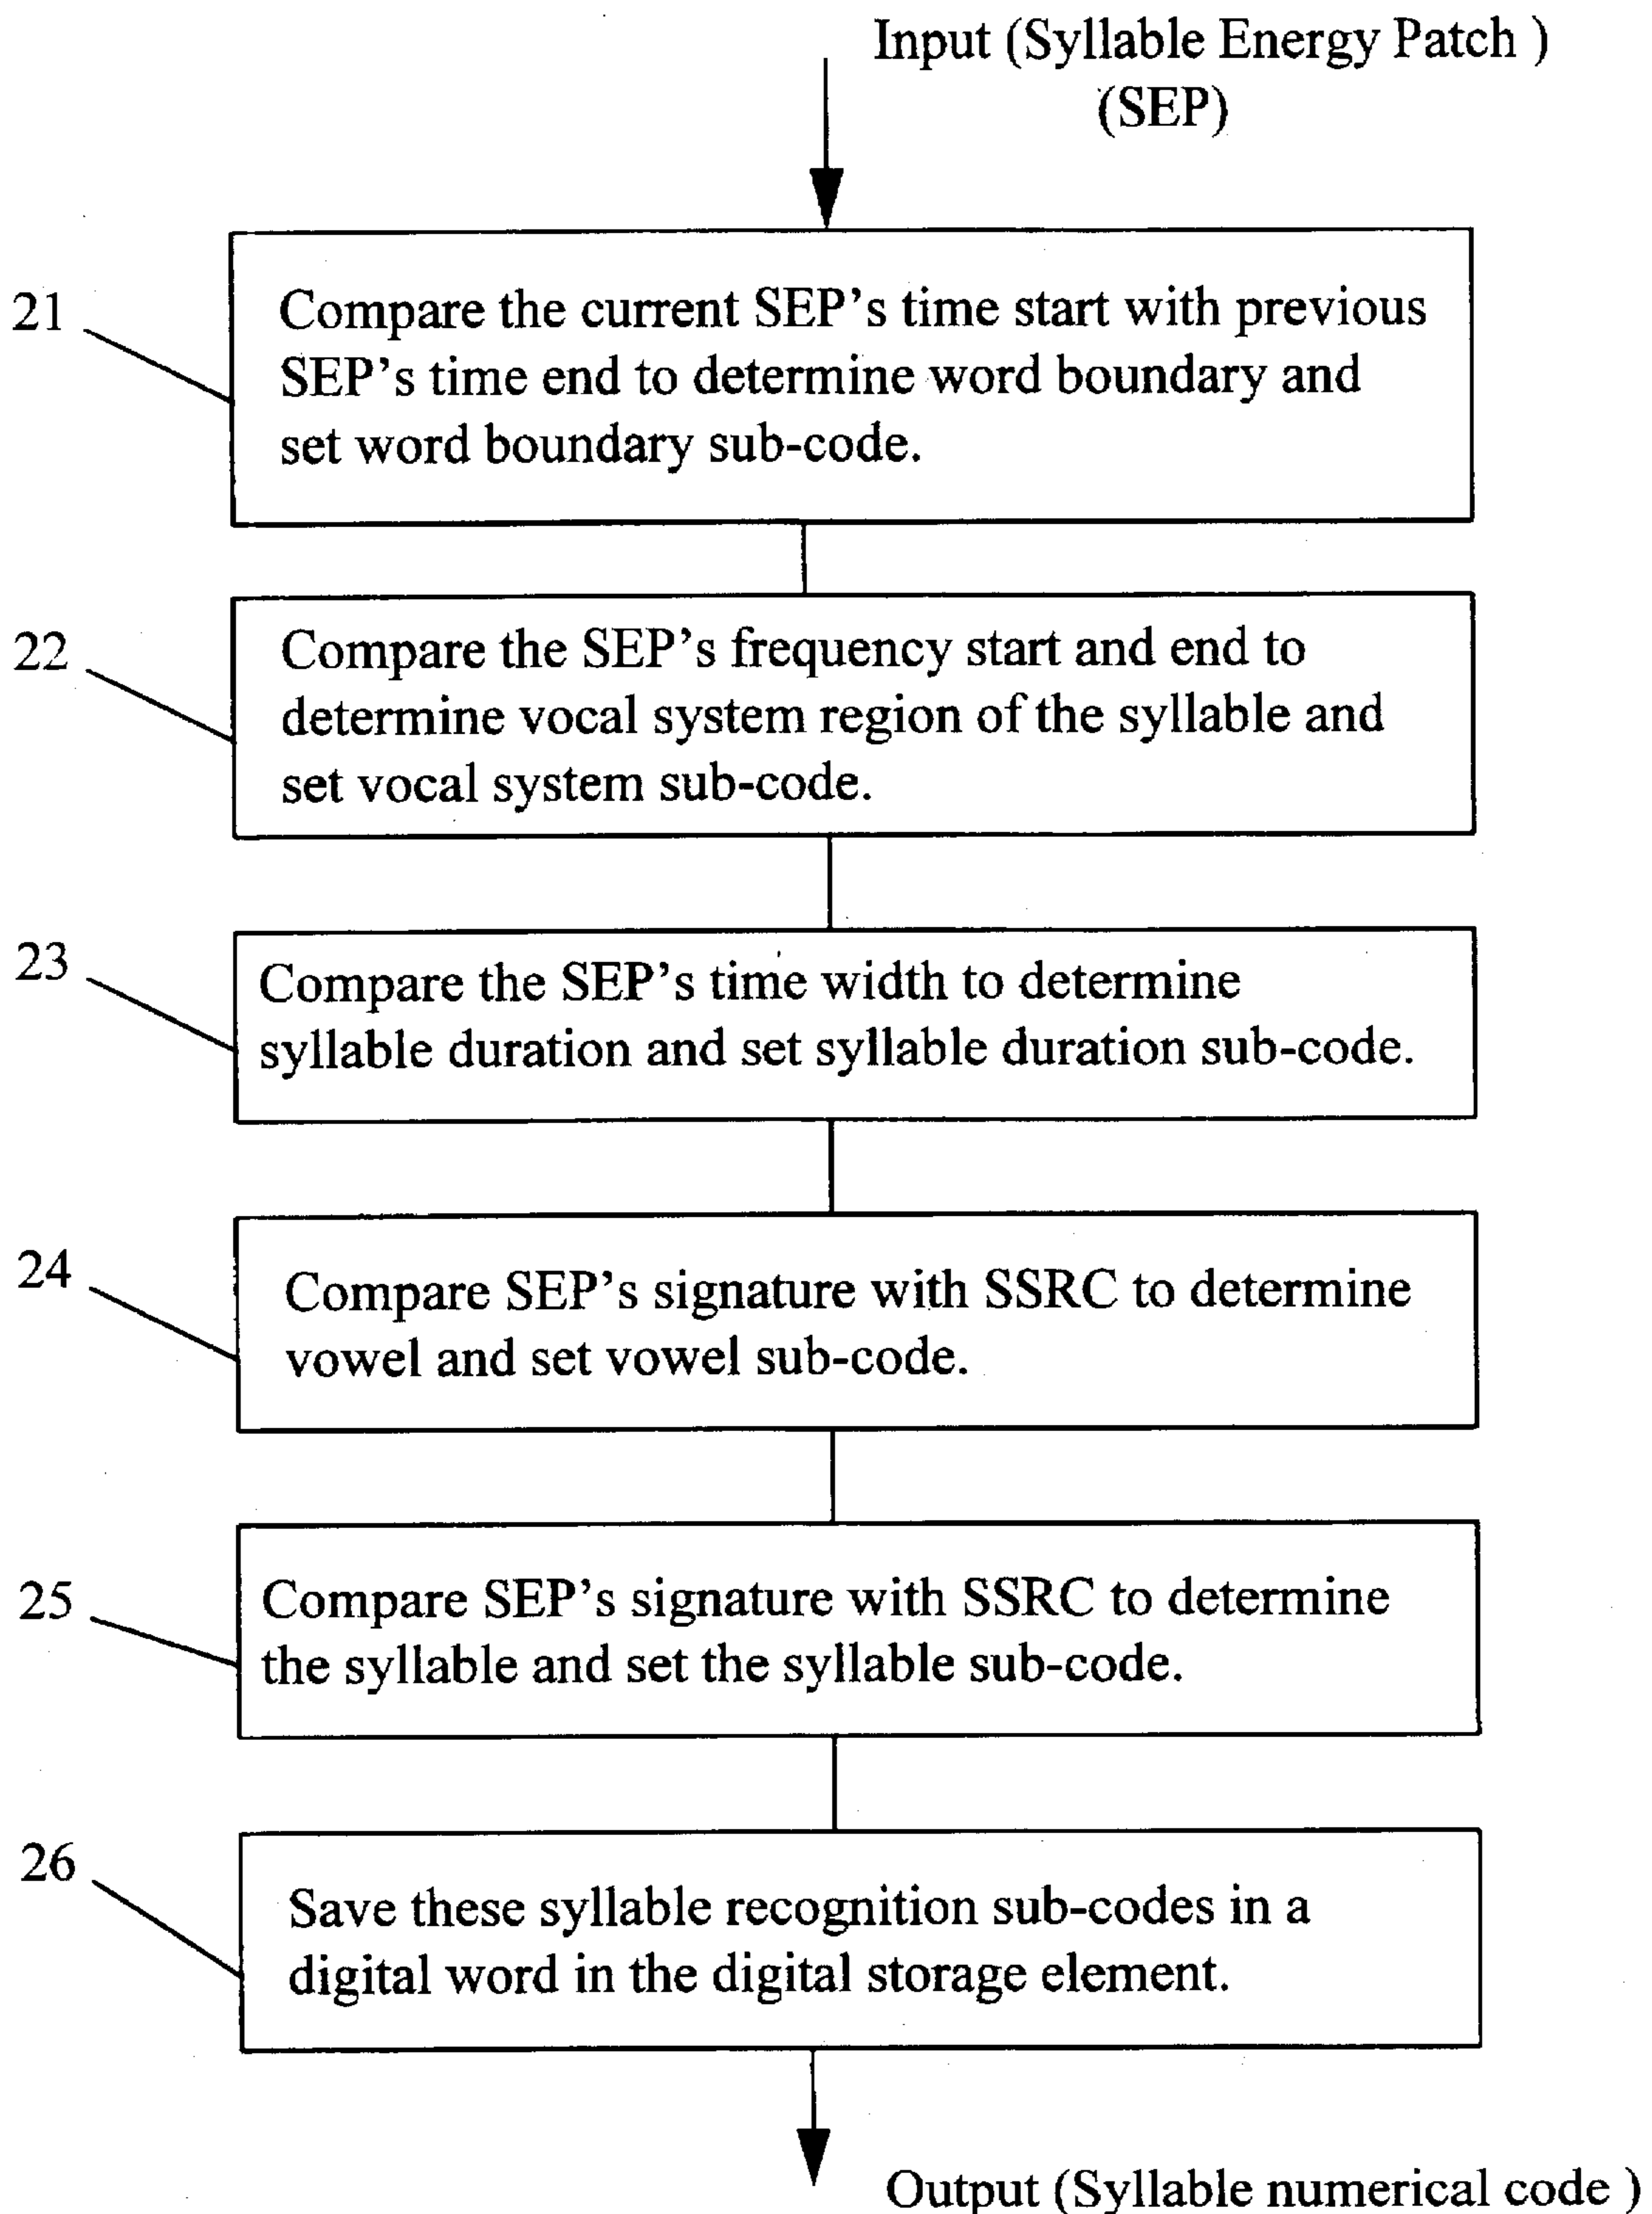 Input (Syllable Energy Patch )
(SEP)
21
Compare the current SEP's time start with previous
SEP's time end to determine word boundary and
set word boundary sub-code.
22
Compare the SEP's frequency start and end to
determine vocal system region of the syllable and
set vocal system sub-code.
23
Compare the SEP's time width to determine
syllable duration and set syllable duration sub-code.
24
Compare SEP's signature with SSRC to determine
vowel and set vowel sub-code.
25
Compare SEP's signature with SSRC to determine
the syllable and set the syllable sub-code.
26
Save these syllable recognition sub-codes in a
digital word in the digital storage element.
Output (Syllable numerical code )